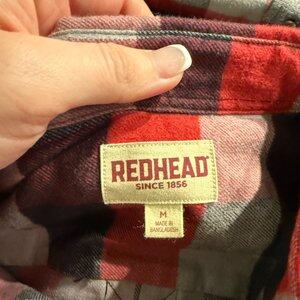 REDHEAD
SINCE 1856
M
MADE IN
BANGLADESH